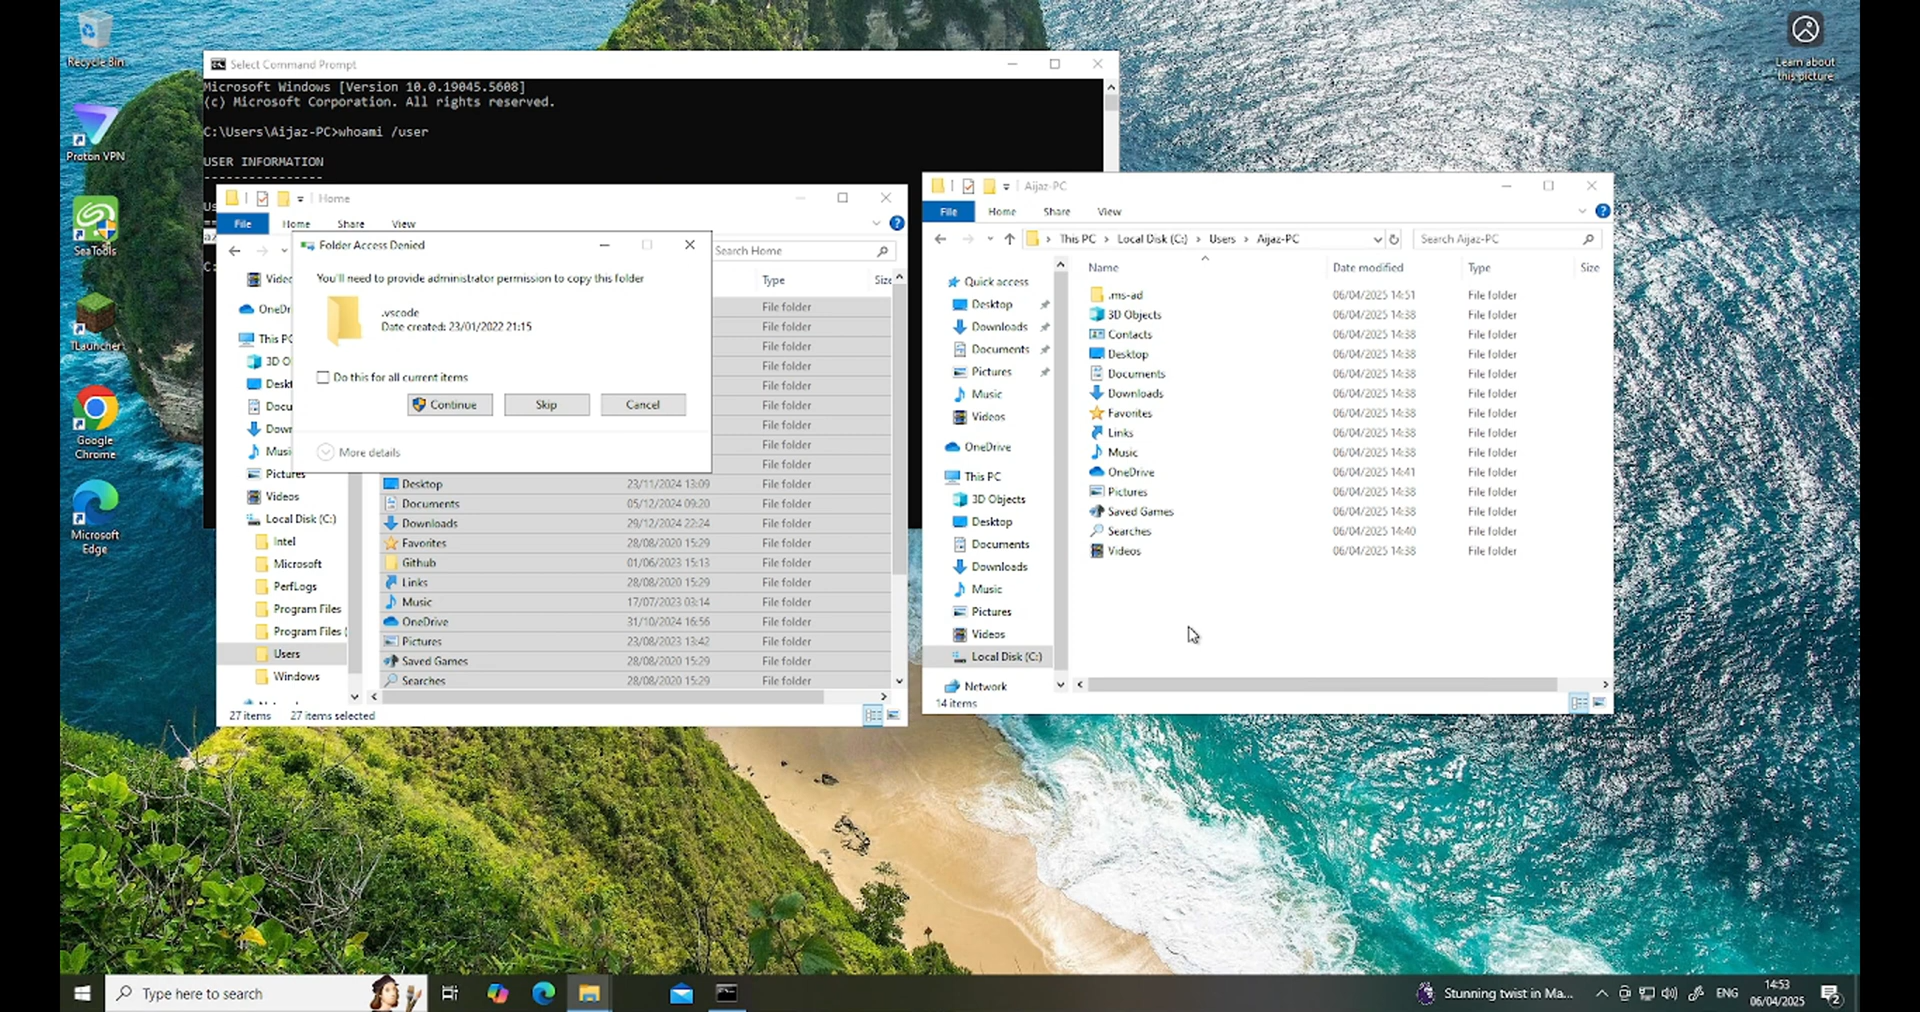 Recycle Bin
Proton VPN
SeaTools
TLauncher
Google
Chrome
Microsoft
Edge
Learn about
this picture
Select Command Prompt
Microsoft Windows [Version 10.0.19045.5608]
(c) Microsoft Corporation. All rights reserved.
C:\Users\Aijaz-PC>whoami /user
USER INFORMATION
----------------
Home
File
Home
Share
View
Search Home
Type
Size
Folder Access Denied
You'll need to provide administrator permission to copy this folder
.vscode
Date created: 23/01/2022 21:15
Do this for all current items
Continue
Skip
Cancel
More details
OneDr
This PC
3D O
Deskt
Docu
Down
Musi
Pictures
Videos
Local Disk (C:)
Intel
Microsoft
PerfLogs
Program Files
Program Files (
Users
Windows
File folder
File folder
File folder
File folder
File folder
File folder
File folder
File folder
File folder
Desktop 23/11/2024 13:09 File folder
Documents 05/12/2024 09:20 File folder
Downloads 29/12/2024 22:24 File folder
Favorites 28/08/2020 15:29 File folder
Github 01/06/2023 15:13 File folder
Links 28/08/2020 15:29 File folder
Music 17/07/2023 03:14 File folder
OneDrive 31/10/2024 16:56 File folder
Pictures 23/08/2023 13:42 File folder
Saved Games 28/08/2020 15:29 File folder
Searches 28/08/2020 15:29 File folder
27 items 27 items selected
Aijaz-PC
File
Home
Share
View
This PC > Local Disk (C:) > Users > Aijaz-PC
Search Aijaz-PC
Quick access
Desktop
Downloads
Documents
Pictures
Music
Videos
OneDrive
This PC
3D Objects
Desktop
Documents
Downloads
Music
Pictures
Videos
Local Disk (C:)
Network
Name Date modified Type Size
.ms-ad 06/04/2025 14:51 File folder
3D Objects 06/04/2025 14:38 File folder
Contacts 06/04/2025 14:38 File folder
Desktop 06/04/2025 14:38 File folder
Documents 06/04/2025 14:38 File folder
Downloads 06/04/2025 14:38 File folder
Favorites 06/04/2025 14:38 File folder
Links 06/04/2025 14:38 File folder
Music 06/04/2025 14:38 File folder
OneDrive 06/04/2025 14:41 File folder
Pictures 06/04/2025 14:38 File folder
Saved Games 06/04/2025 14:38 File folder
Searches 06/04/2025 14:40 File folder
Videos 06/04/2025 14:38 File folder
14 items
Type here to search
Stunning twist in Ma...
ENG
14:53
06/04/2025
2